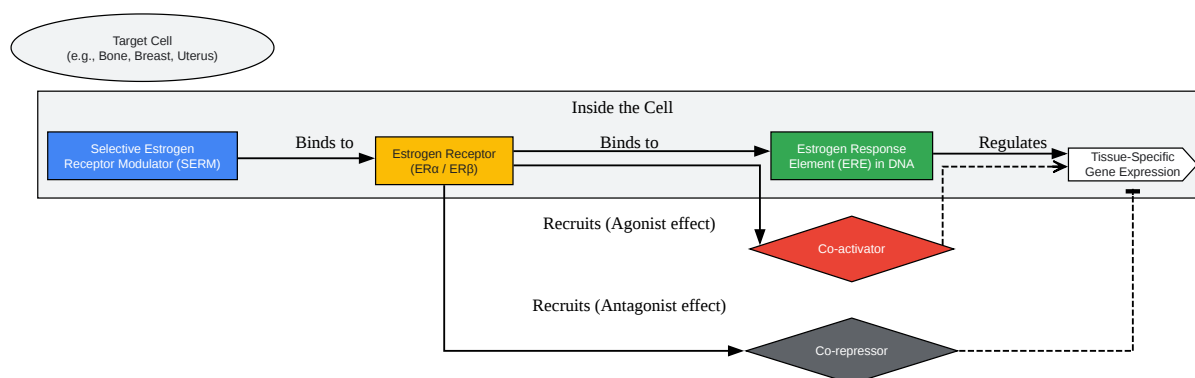 Target Cell
(e.g., Bone, Breast, Uterus)
Inside the Cell
Selective Estrogen
Receptor Modulator (SERM)
Binds to
Estrogen Receptor
(ERα / ERβ)
Binds to
Estrogen Response
Element (ERE) in DNA
Regulates
Tissue-Specific
Gene Expression
Recruits (Agonist effect)
Co-activator
Recruits (Antagonist effect)
Co-repressor